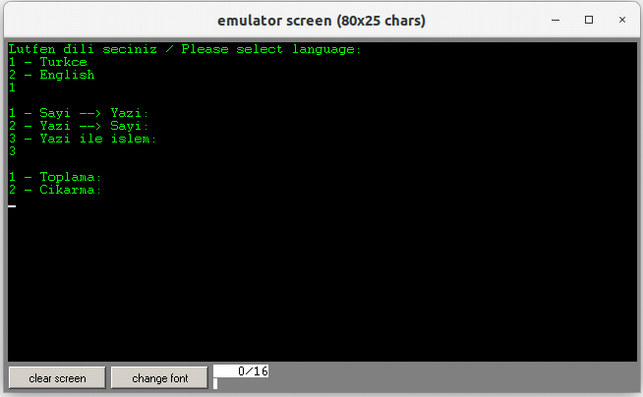 emulator screen (80x25 chars)
Lutfen dili seciniz / Please select language:
1 - Turkce
2 - English
1
1 - Sayi --> Yazi:
2 - Yazi --> Sayi:
3 - Yazi ile islem:
3
1 - Toplama:
2 - Cikarma:
clear screen
change font
0/16